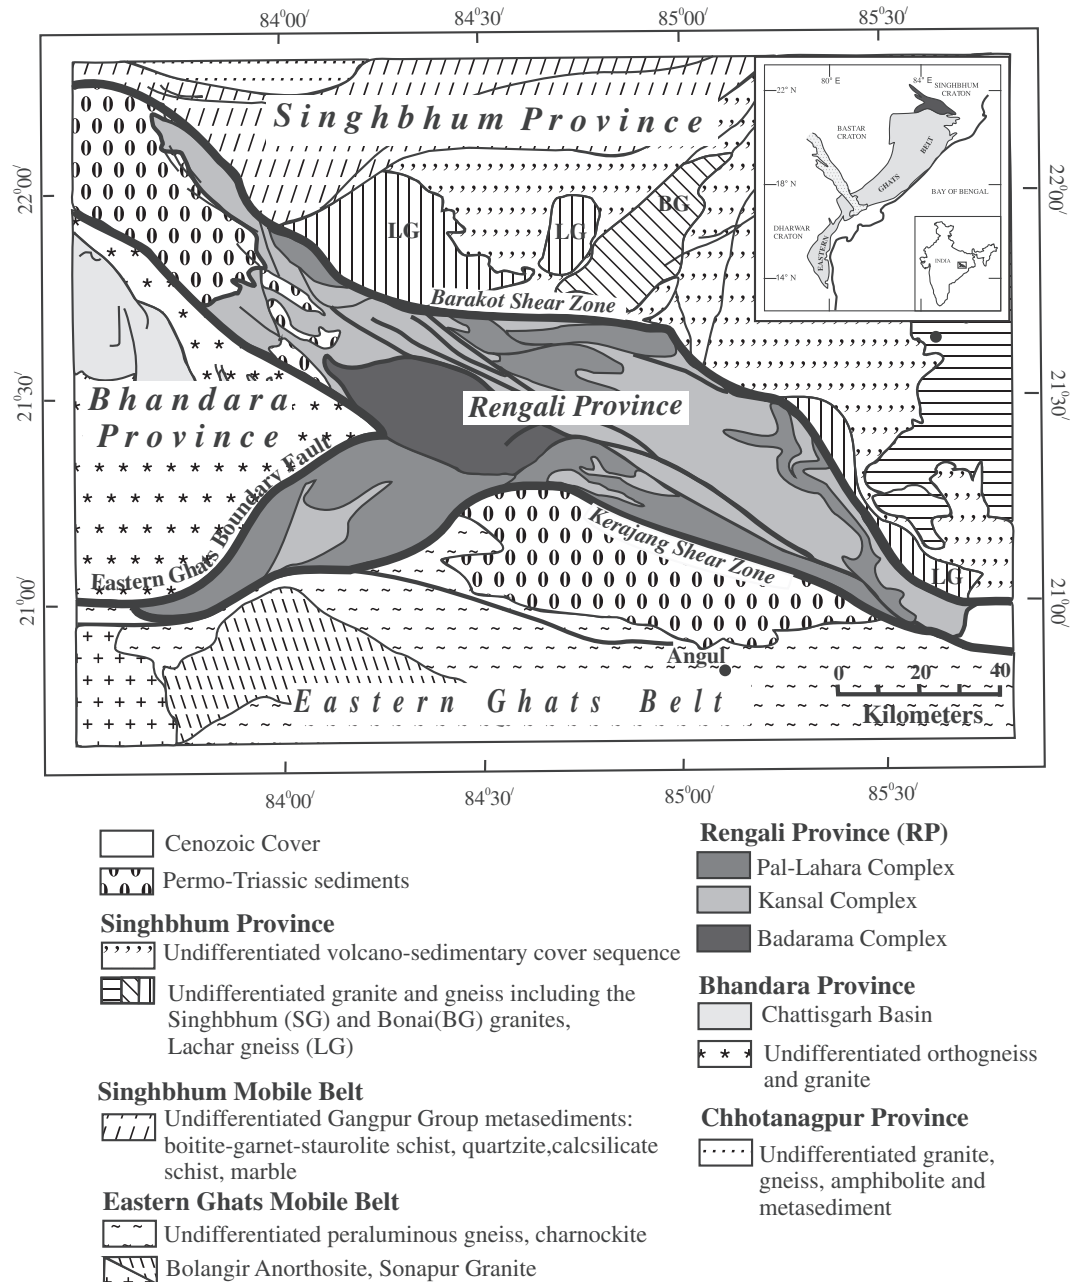 84°00/ 84°30/ 85°00/ 85°30/
22° N
80° E
84° E
SINGHBHUM
CRATON
BASTAR
CRATON
BELT
18° N
GHATS
BAY OF BENGAL
DHARWAR
CRATON
EASTERN
INDIA
14° N
Singhbhum Province
22°00/
22°00/
LG
LG
BG
Barakot Shear Zone
21°30/
21°30/
Bhandara
Province
Rengali Province
Eastern Ghats Boundary Fault
Kerajang Shear Zone
LG
21°00/
21°00/
Angul
0 20 40
Kilometers
Eastern Ghats Belt
84°00/ 84°30/ 85°00/ 85°30/
Cenozoic Cover
Permo-Triassic sediments
Singhbhum Province
Undifferentiated volcano-sedimentary cover sequence
Undifferentiated granite and gneiss including the
Singhbhum (SG) and Bonai(BG) granites,
Lachar gneiss (LG)
Singhbhum Mobile Belt
Undifferentiated Gangpur Group metasediments:
boitite-garnet-staurolite schist, quartzite,calcsilicate
schist, marble
Eastern Ghats Mobile Belt
Undifferentiated peraluminous gneiss, charnockite
Bolangir Anorthosite, Sonapur Granite
Rengali Province (RP)
Pal-Lahara Complex
Kansal Complex
Badarama Complex
Bhandara Province
Chattisgarh Basin
Undifferentiated orthogneiss
and granite
Chhotanagpur Province
Undifferentiated granite,
gneiss, amphibolite and
metasediment